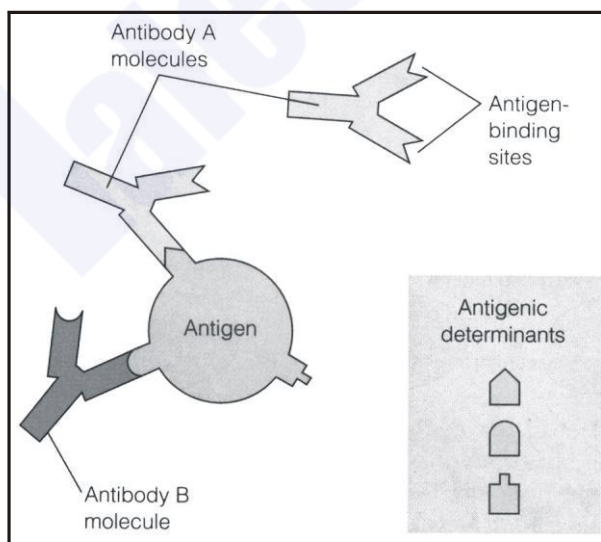 Antibody A
molecules
Antigen-
binding
sites
Antigen
Antigenic
determinants
Antibody B
molecule